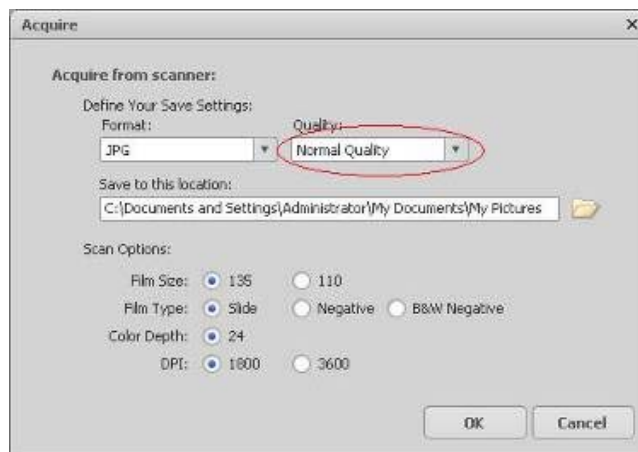 Acquire
Acquire from scanner:
Define Your Save Settings:
Format: Quality:
JPG Normal Quality
Save to this location:
C:\Documents and Settings\Administrator\My Documents\My Pictures
Scan Options:
Film Size: 135 110
Film Type: Slide Negative B&W Negative
Color Depth: 24
DPI: 1800 3600
OK Cancel